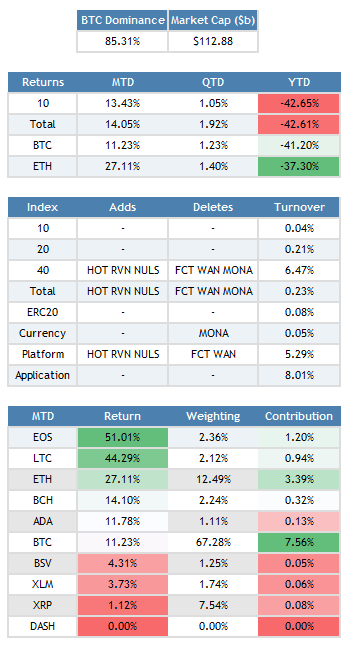 BTC Dominance Market Cap ($b)
85.31% $112.88
Returns MTD QTD YTD
10 13.43% 1.05% -42.65%
Total 14.05% 1.92% -42.61%
BTC 11.23% 1.23% -41.20%
ETH 27.11% 1.40% -37.30%
Index Adds Deletes Turnover
10 - - 0.04%
20 - - 0.21%
40 HOT RVN NULS FCT WAN MONA 6.47%
Total HOT RVN NULS FCT WAN MONA 0.23%
ERC20 - - 0.08%
Currency - MONA 0.05%
Platform HOT RVN NULS FCT WAN 5.29%
Application - - 8.01%
MTD Return Weighting Contribution
EOS 51.01% 2.36% 1.20%
LTC 44.29% 2.12% 0.94%
ETH 27.11% 12.49% 3.39%
BCH 14.10% 2.24% 0.32%
ADA 11.78% 1.11% 0.13%
BTC 11.23% 67.28% 7.56%
BSV 4.31% 1.25% 0.05%
XLM 3.73% 1.74% 0.06%
XRP 1.12% 7.54% 0.08%
DASH 0.00% 0.00% 0.00%